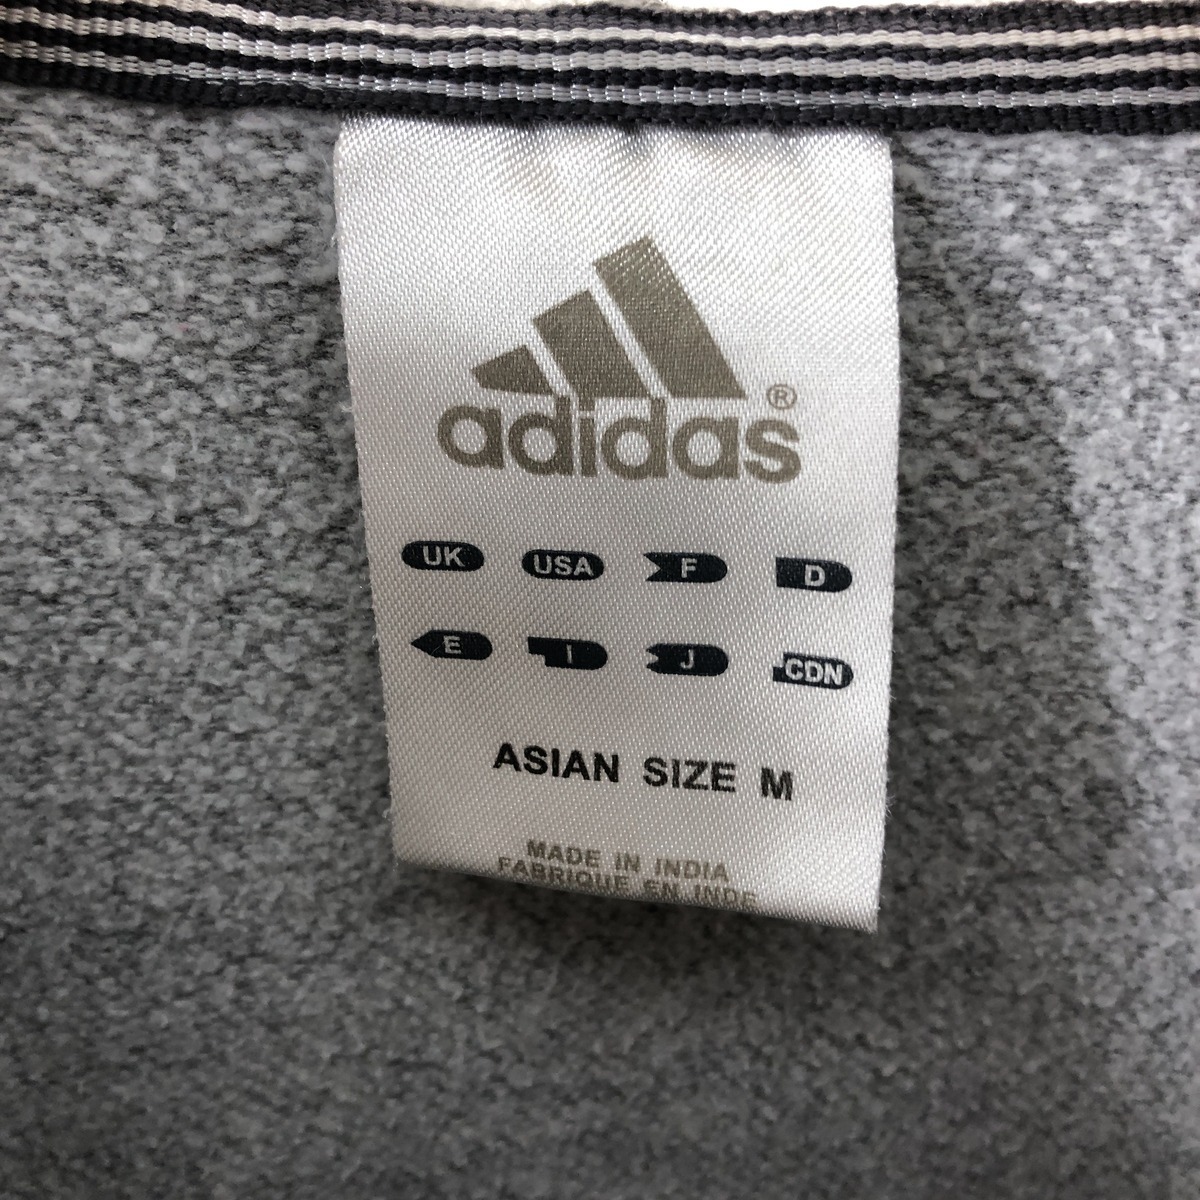 adidas®
UK USA F D
E I J CDN
ASIAN SIZE M
MADE IN INDIA
FABRIQUE EN INDE